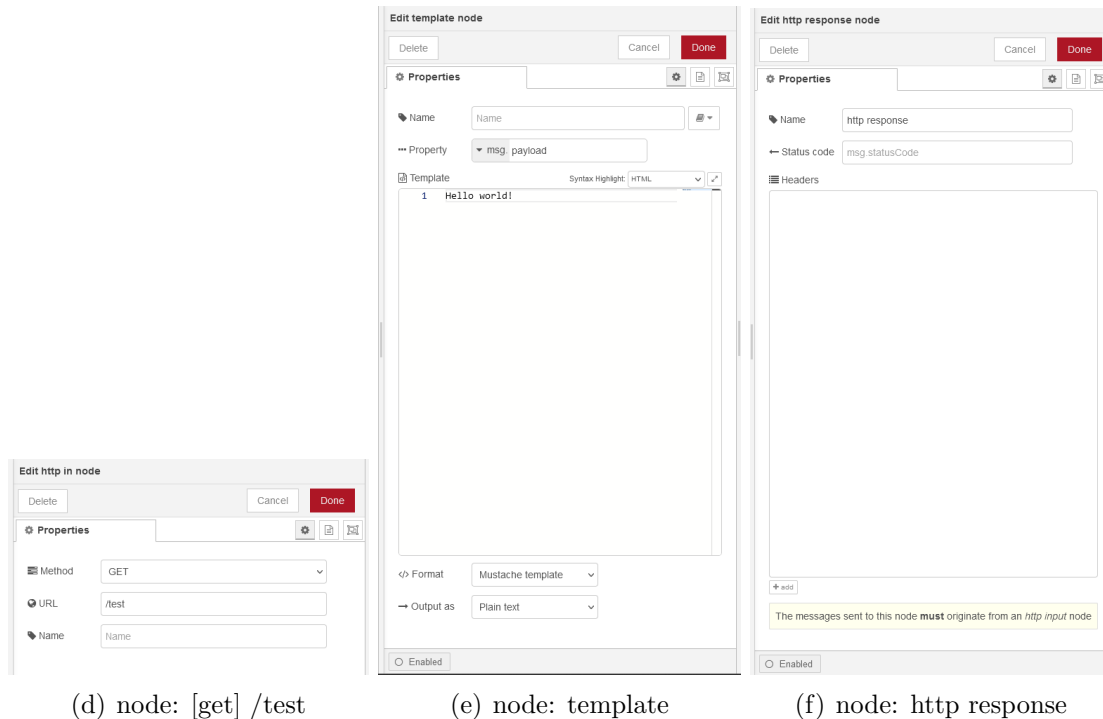 Edit http in node
Delete
Cancel
Done
Properties
Method
GET
URL
/test
Name
Name
(d) node: [get] /test
Edit template node
Delete
Cancel
Done
Properties
Name
Name
Property
msg. payload
Template
Syntax Highlight: HTML
1 Hello world!
</> Format
Mustache template
Output as
Plain text
Enabled
(e) node: template
Edit http response node
Delete
Cancel
Done
Properties
Name
http response
Status code
msg.statusCode
Headers
+ add
The messages sent to this node must originate from an http input node
Enabled
(f) node: http response